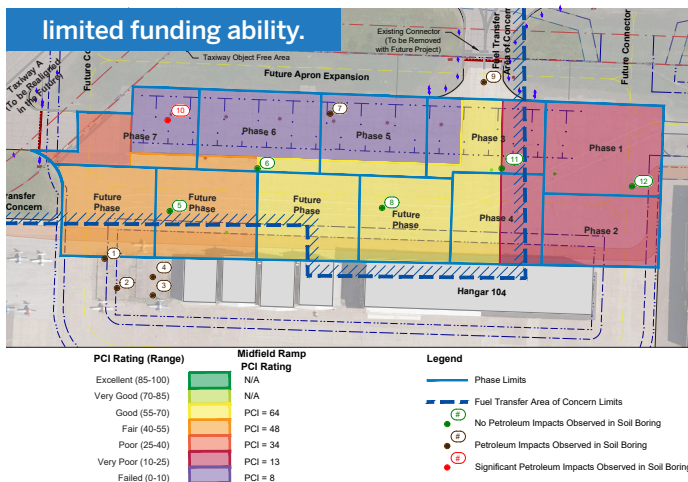 limited funding ability.
Taxiway A
(To be Realigned
in the Future)
Future Co
Taxiway Object Free Area
Existing Connector
(To be Removed
with Future Project)
Fuel Transfer
Area of Concern
Future Connector
Future Apron Expansion
9
10
7
Phase 7
Phase 6
Phase 5
Phase 3
Phase 1
6
11
12
ransfer
Concern
Future
Phase
Future
Phase
Future
Phase
Future
Phase
5
8
Phase 4
Phase 2
1
2
4
3
Hangar 104
PCI Rating (Range)
Midfield Ramp
PCI Rating
Excellent (85-100) N/A
Very Good (70-85) N/A
Good (55-70) PCI = 64
Fair (40-55) PCI = 48
Poor (25-40) PCI = 34
Very Poor (10-25) PCI = 13
Failed (0-10) PCI = 8
Legend
Phase Limits
Fuel Transfer Area of Concern Limits
# No Petroleum Impacts Observed in Soil Boring
# Petroleum Impacts Observed in Soil Boring
# Significant Petroleum Impacts Observed in Soil Boring